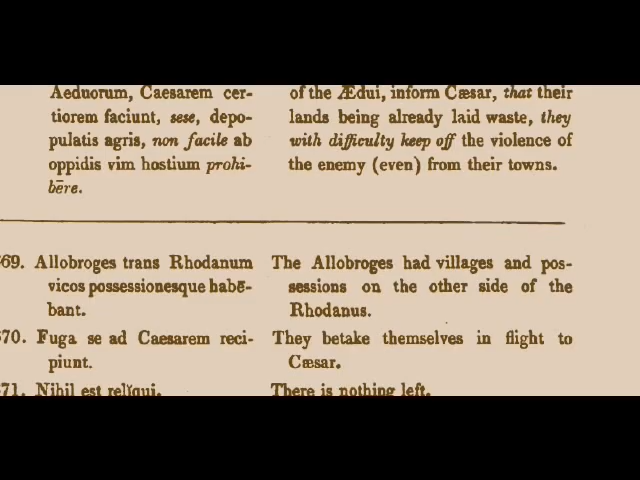 Aeduorum, Caesarem cer-
tiorem faciunt, sese, depo-
pulatis agris, non facile ab
oppidis vim hostium prohi-
bēre.
of the Ædui, inform Cæsar, that their
lands being already laid waste, they
with difficulty keep off the violence of
the enemy (even) from their towns.
69. Allobroges trans Rhodanum
vicos possessionesque habē-
bant.
The Allobroges had villages and pos-
sessions on the other side of the
Rhodanus.
70. Fuga se ad Caesarem reci-
piunt.
They betake themselves in flight to
Cæsar.
71. Nihil est relĭqui.
There is nothing left.